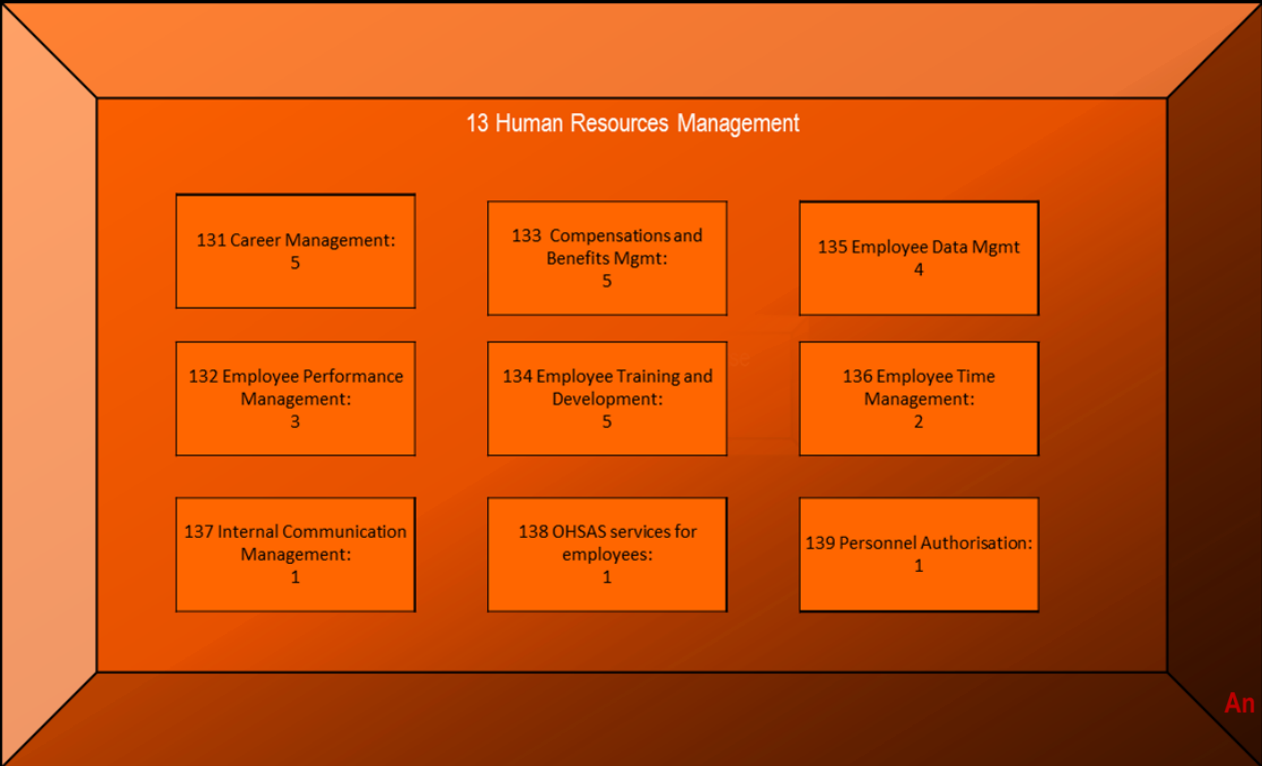 13 Human Resources Management
131 Career Management:
5
133 Compensations and
Benefits Mgmt:
5
135 Employee Data Mgmt
4
132 Employee Performance
Management:
3
134 Employee Training and
Development:
5
136 Employee Time
Management:
2
137 Internal Communication
Management:
1
138 OHSAS services for
employees:
1
139 Personnel Authorisation:
1
An